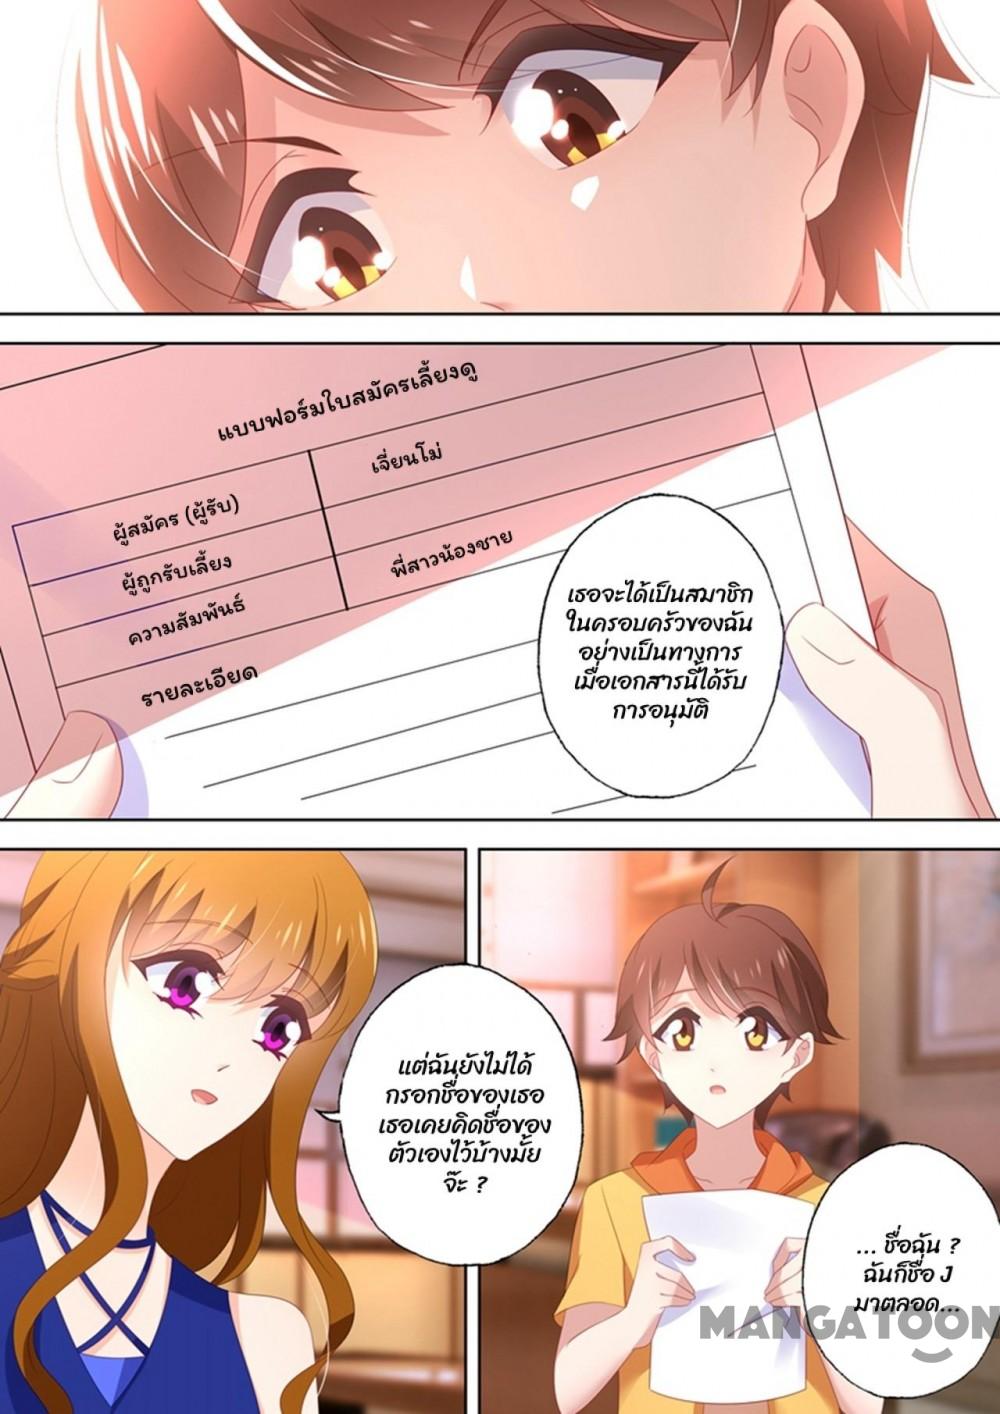 แบบฟอร์มใบสมัครเลี้ยงดู
ผู้สมัคร (ผู้รับ)
เจี่ยนโม่
ผู้ถูกรับเลี้ยง
ความสัมพันธ์
พี่สาวน้องชาย
รายละเอียด
เธอจะได้เป็นสมาชิก
ในครอบครัวของฉัน
อย่างเป็นทางการ
เมื่อเอกสารนี้ได้รับ
การอนุมัติ
แต่ฉันยังไม่ได้
กรอกชื่อของเธอ
เธอเคยคิดชื่อของ
ตัวเองไว้บ้างมั้ย
จ๊ะ ?
... ชื่อฉัน ?
ฉันก็ชื่อ J
มาตลอด...
MANGATOON